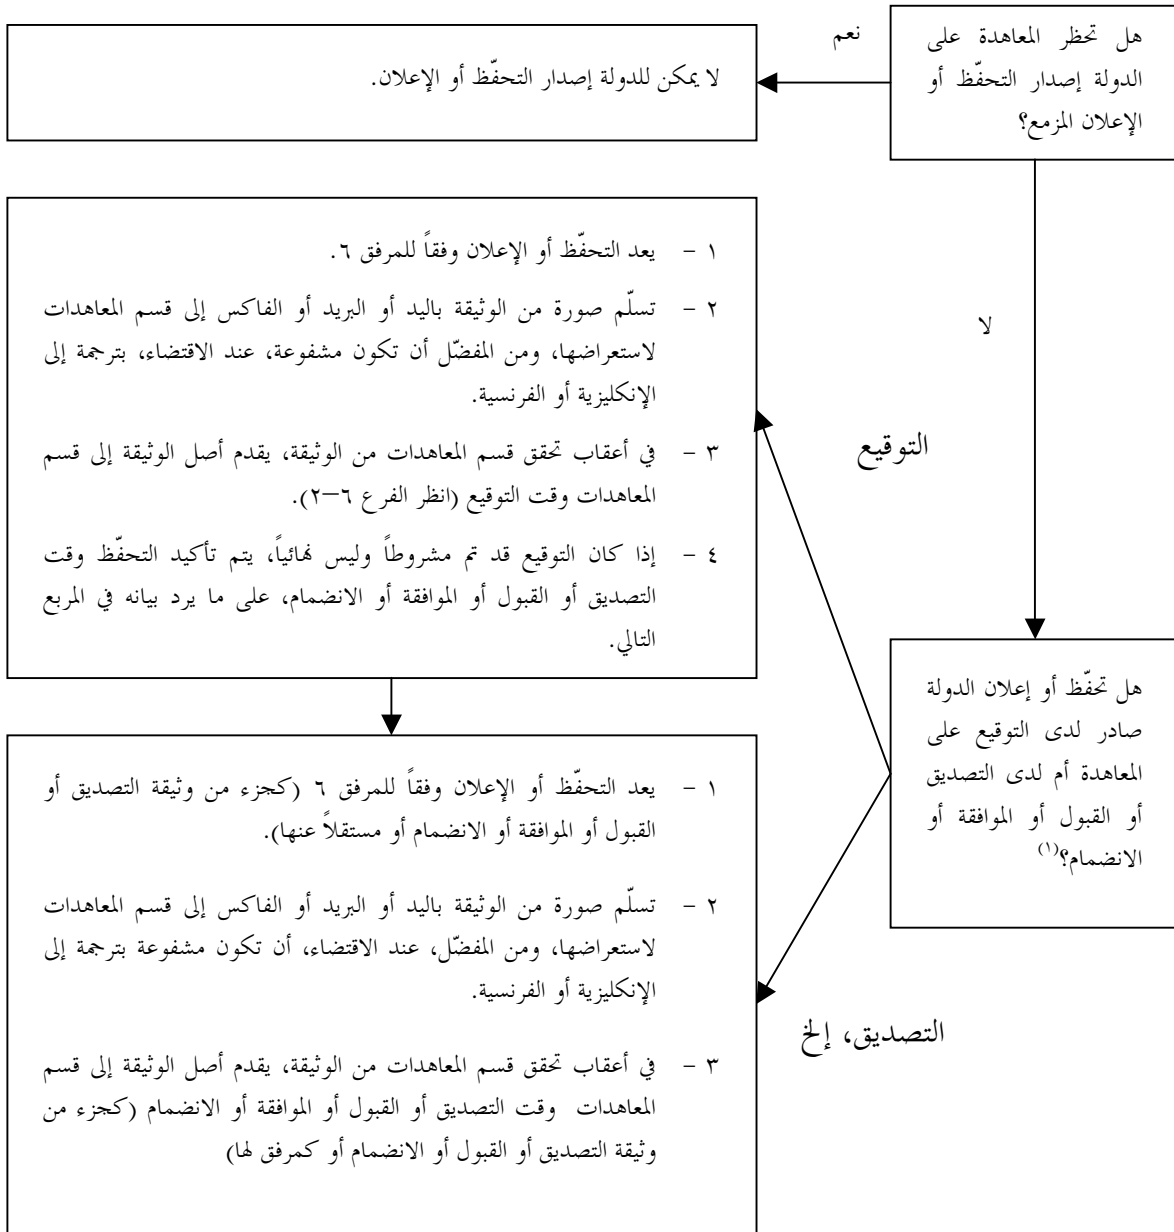 هل تحظر المعاهدة على
الدولة إصدار التحفّظ أو
الإعلان المزمع؟
نعم
لا يمكن للدولة إصدار التحفّظ أو الإعلان.
لا
هل تحفّظ أو إعلان الدولة
صادر لدى التوقيع على
المعاهدة أم لدى التصديق
أو القبول أو الموافقة أو
الانضمام؟(١)
التوقيع
١ - يعد التحفّظ أو الإعلان وفقاً للمرفق ٦.
٢ - تسلّم صورة من الوثيقة باليد أو البريد أو الفاكس إلى قسم المعاهدات
لاستعراضها، ومن المفضّل أن تكون مشفوعة، عند الاقتضاء، بترجمة إلى
الإنكليزية أو الفرنسية.
٣ - في أعقاب تحقق قسم المعاهدات من الوثيقة، يقدم أصل الوثيقة إلى قسم
المعاهدات وقت التوقيع (انظر الفرع ٦-٢).
٤ - إذا كان التوقيع قد تم مشروطاً وليس نهائياً، يتم تأكيد التحفّظ وقت
التصديق أو القبول أو الموافقة أو الانضمام، على ما يرد بيانه في المربع
التالي.
التصديق، إلخ
١ - يعد التحفّظ أو الإعلان وفقاً للمرفق ٦ (كجزء من وثيقة التصديق أو
القبول أو الموافقة أو الانضمام أو مستقلاً عنها).
٢ - تسلّم صورة من الوثيقة باليد أو البريد أو الفاكس إلى قسم المعاهدات
لاستعراضها، ومن المفضّل، عند الاقتضاء، أن تكون مشفوعة بترجمة إلى
الإنكليزية أو الفرنسية.
٣ - في أعقاب تحقق قسم المعاهدات من الوثيقة، يقدم أصل الوثيقة إلى قسم
المعاهدات وقت التصديق أو القبول أو الموافقة أو الانضمام (كجزء من
وثيقة التصديق أو القبول أو الانضمام أو كمرفق لها)